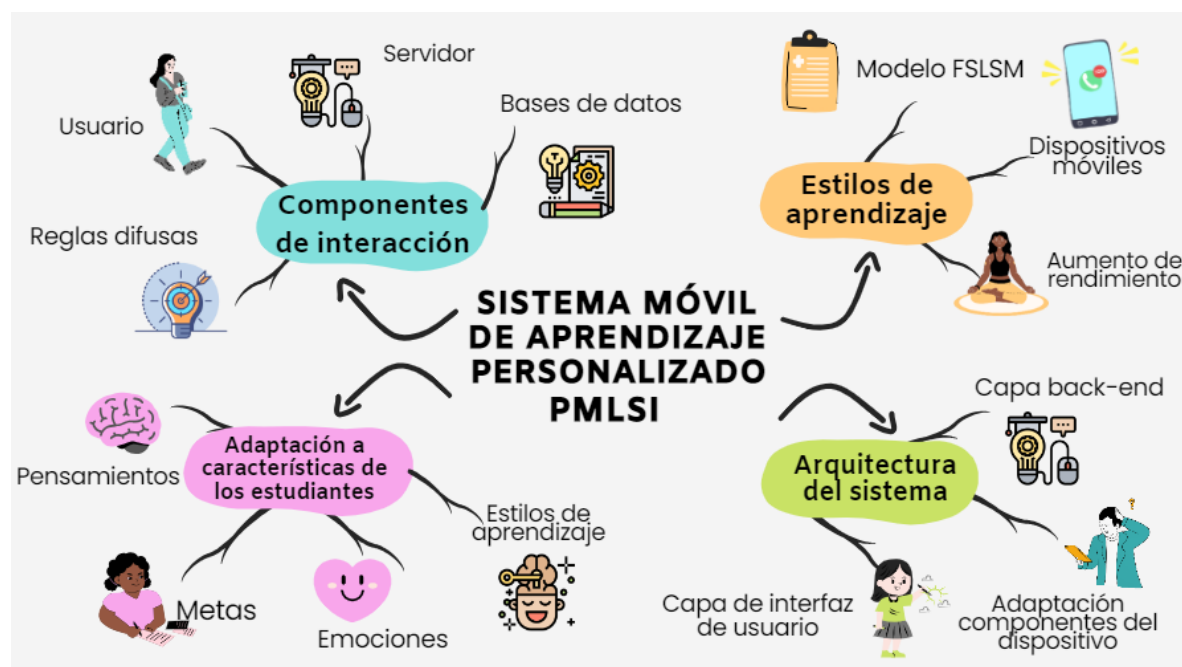 SISTEMA MÓVIL
DE APRENDIZAJE
PERSONALIZADO
PMLSI
Componentes
de interacción
Usuario
Servidor
Bases de datos
Reglas difusas
Estilos de
aprendizaje
Modelo FSLSM
Dispositivos
móviles
Aumento de
rendimiento
Adaptación a
características de
los estudiantes
Pensamientos
Metas
Emociones
Estilos de
aprendizaje
Arquitectura
del sistema
Capa back-end
Capa de interfaz
de usuario
Adaptación
componentes del
dispositivo